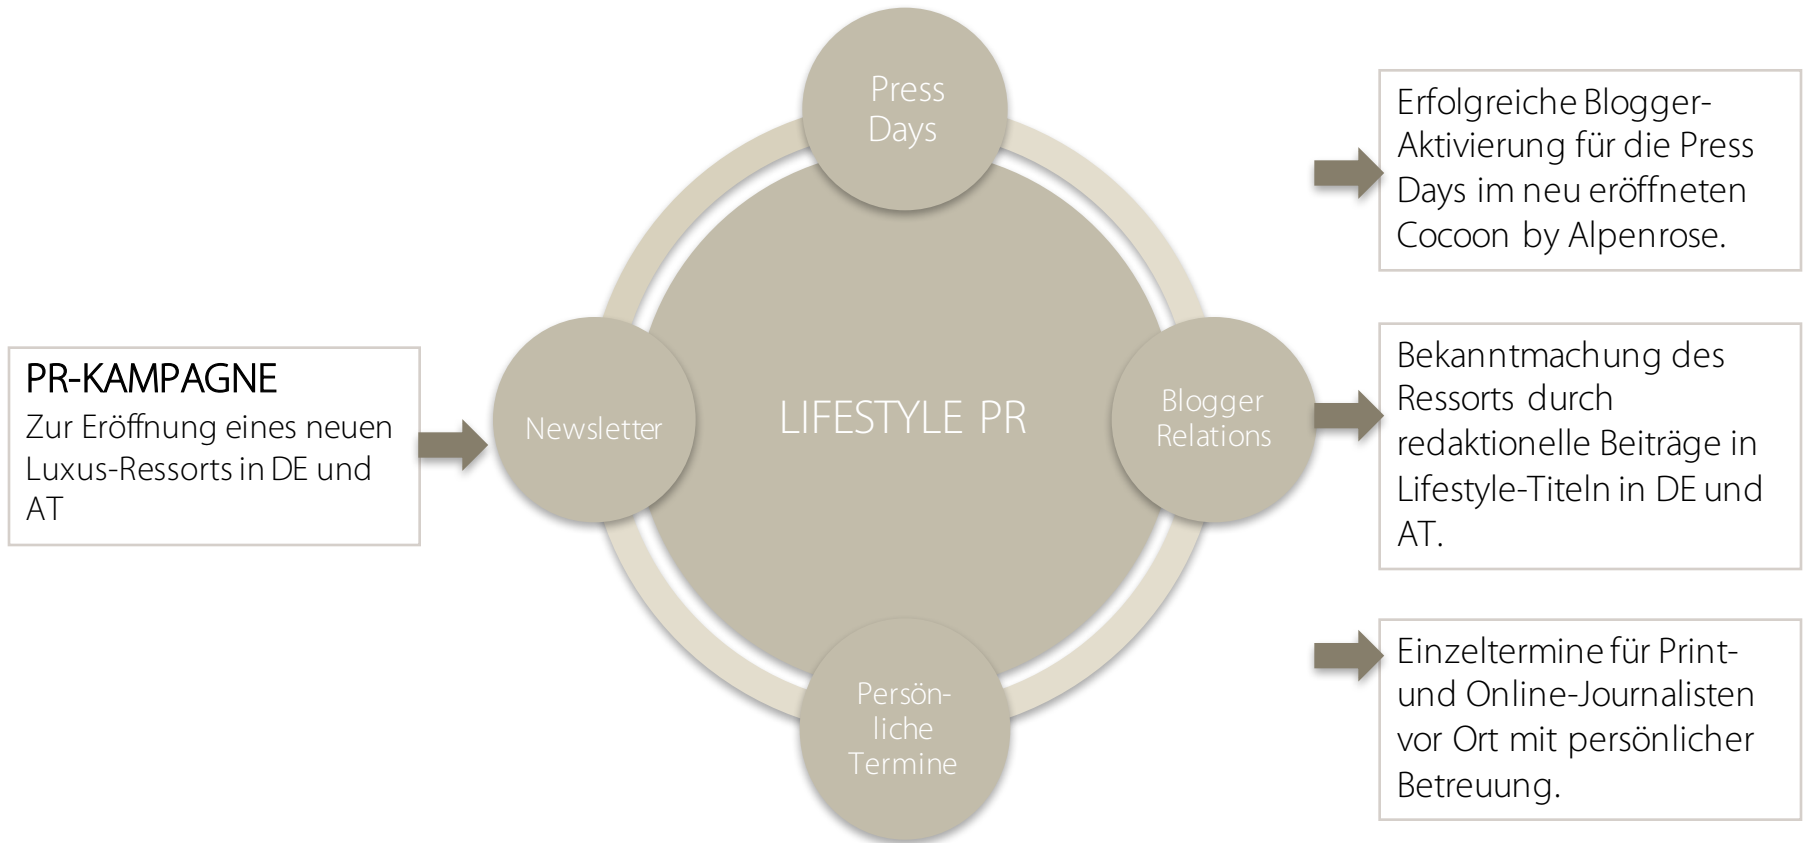 PR-KAMPAGNE
Zur Eröffnung eines neuen
Luxus-Ressorts in DE und
AT
Press
Days
Newsletter
LIFESTYLE PR
Blogger
Relations
Persön-
liche
Termine
Erfolgreiche Blogger-
Aktivierung für die Press
Days im neu eröffneten
Cocoon by Alpenrose.
Bekanntmachung des
Ressorts durch
redaktionelle Beiträge in
Lifestyle-Titeln in DE und
AT.
Einzeltermine für Print-
und Online-Journalisten
vor Ort mit persönlicher
Betreuung.